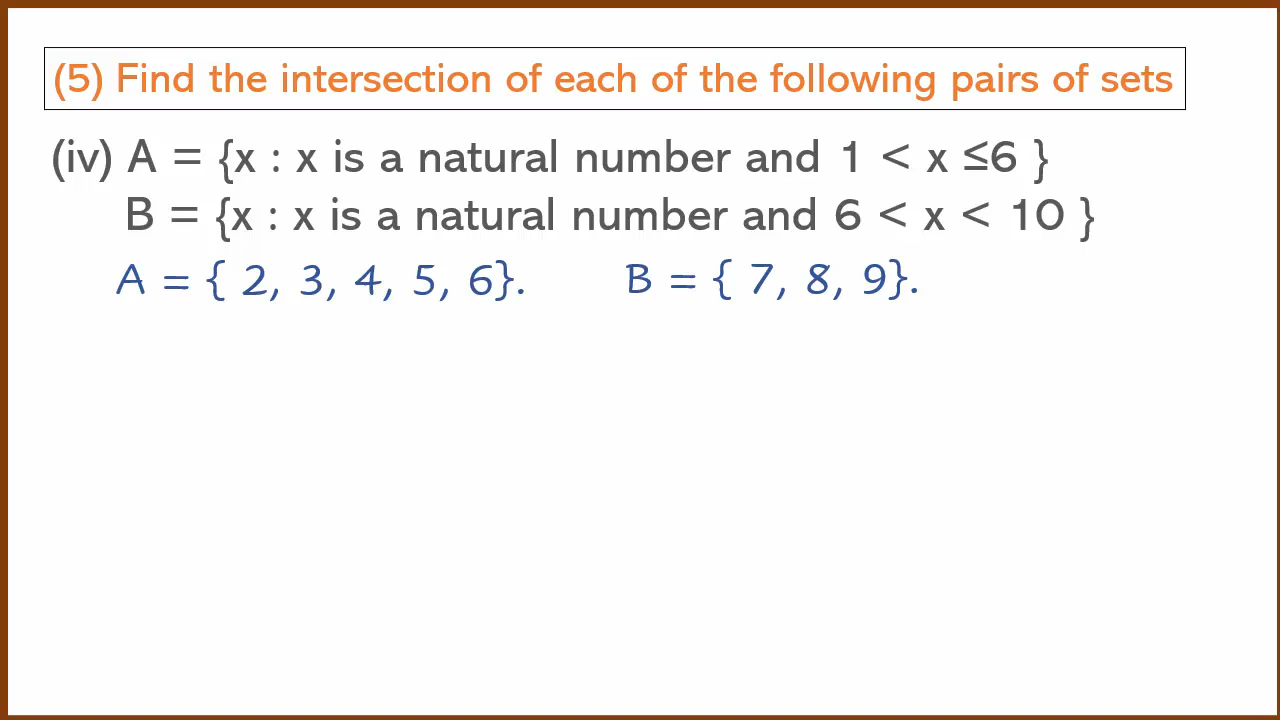 (5) Find the intersection of each of the following pairs of sets
(iv) A = {x : x is a natural number and 1 < x ≤6 }
B = {x : x is a natural number and 6 < x < 10 }
A = { 2, 3, 4, 5, 6}. B = { 7, 8, 9}.